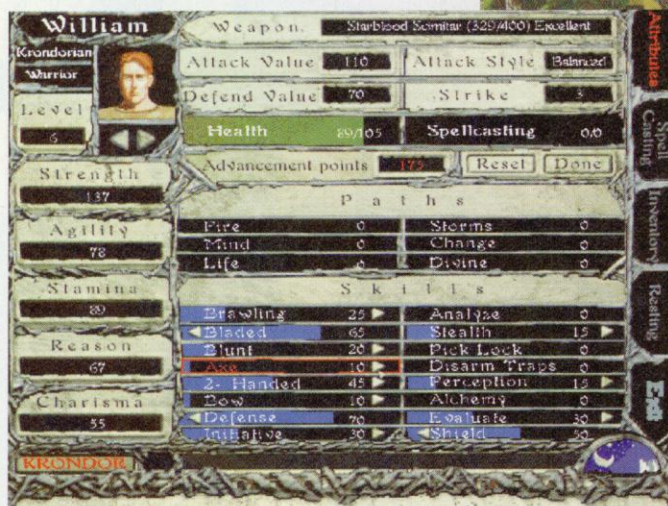 William
Krondorian
Warrior
Level
6
Strength
137
Agility
78
Stamina
89
Reason
67
Charisma
55
Weapon. Starblood Scimitar (329/400) Excellent
Attack Value 110 Attack Style Balanced
Defend Value 70 Strike 3
Health 89/105 Spellcasting 0/0
Advancement points 175 Reset Done
Paths
Fire 0 Storms 0
Mind 0 Change 0
Life 0 Divine 0
Skills
Brawling 25 Analyze 0
Bladed 65 Stealth 15
Blunt 20 Pick Lock 0
Axe 10 Disarm Traps 0
2- Handed 45 Perception 15
Bow 10 Alchemy 0
Defense 70 Evaluate 30
Initiative 30 Shield 50
KRONDOR
Attributes
Spell
Casting
Inventory
Resting
Exit